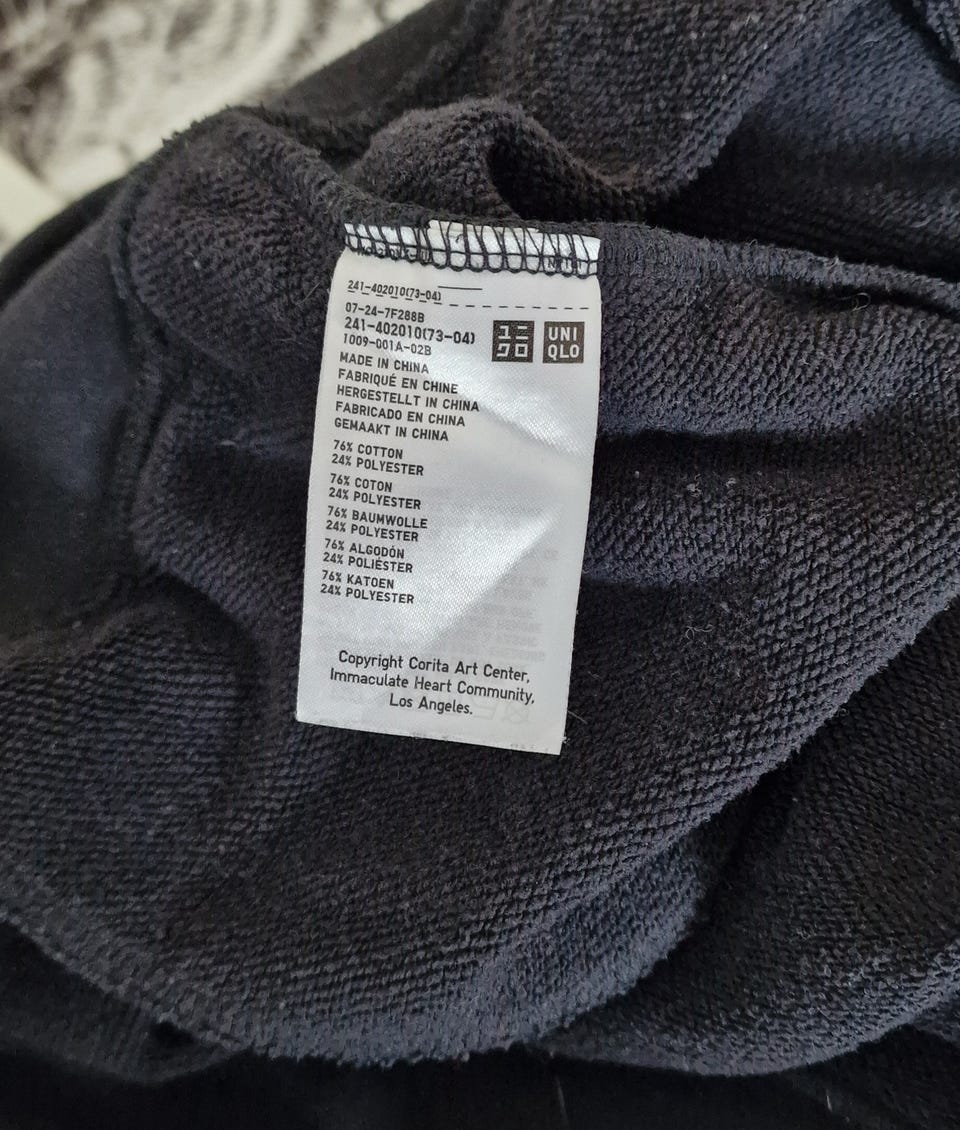 241-402010(73-04)
07-24-7F288B
241-402010(73-04)
1009-001A-02B
ユニ
クロ
UNI
QLO
MADE IN CHINA
FABRIQUÉ EN CHINE
HERGESTELLT IN CHINA
FABRICADO EN CHINA
GEMAAKT IN CHINA
76% COTTON
24% POLYESTER
76% COTON
24% POLYESTER
76% BAUMWOLLE
24% POLYESTER
76% ALGODÓN
24% POLIÉSTER
76% KATOEN
24% POLYESTER
Copyright Corita Art Center,
Immaculate Heart Community,
Los Angeles.